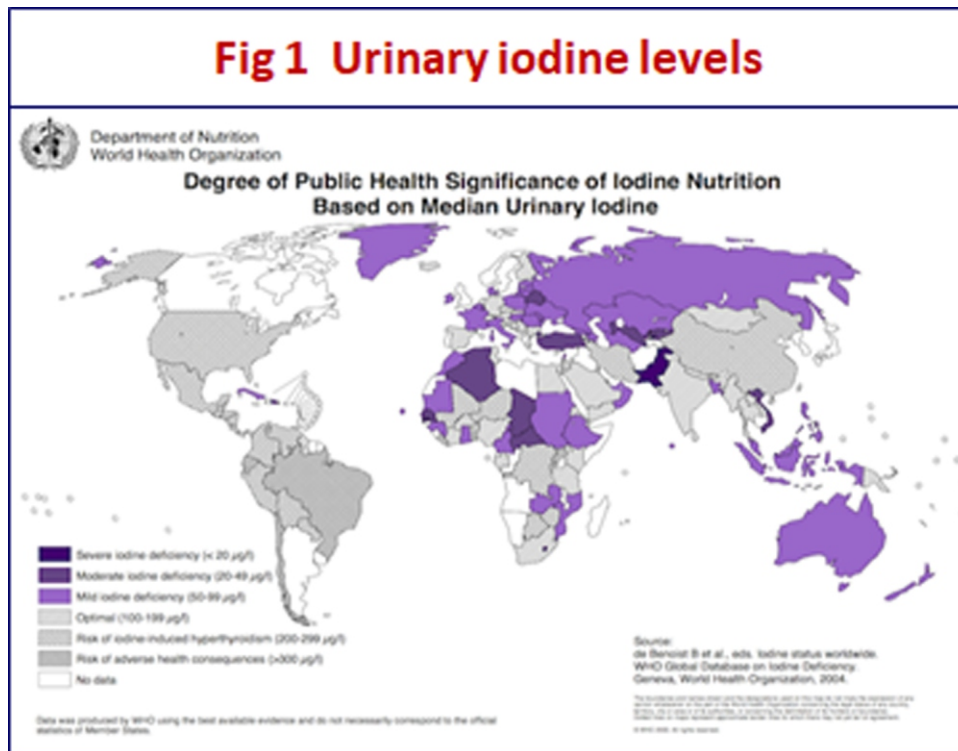 Fig 1 Urinary iodine levels
Department of Nutrition
World Health Organization
Degree of Public Health Significance of Iodine Nutrition
Based on Median Urinary Iodine
Severe iodine deficiency (< 20 µg/l)
Moderate iodine deficiency (20-49 µg/l)
Mild iodine deficiency (50-99 µg/l)
Optimal (100-199 µg/l)
Risk of iodine-induced hyperthyroidism (200-299 µg/l)
Risk of adverse health consequences (>300 µg/l)
No data
Source:
de Benoist B et al., eds. Iodine status worldwide.
WHO Global Database on Iodine Deficiency.
Geneva, World Health Organization, 2004.
Data was produced by WHO using the best available evidence and do not necessarily correspond to the official
statistics of Member States.